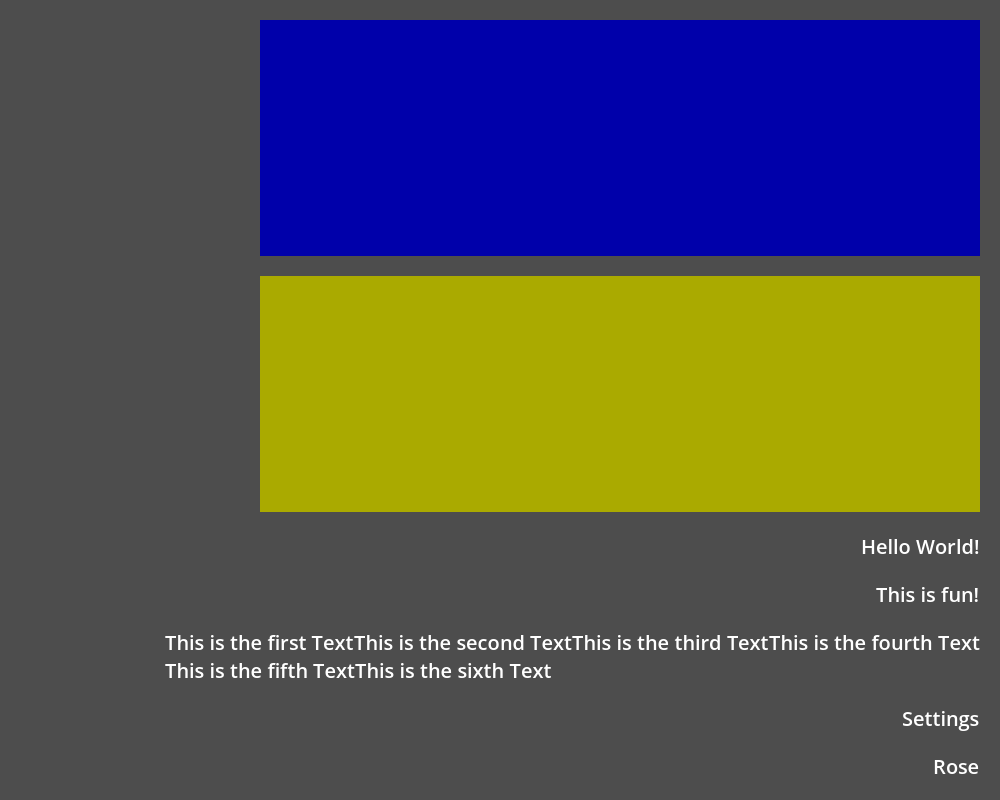 Hello World!
This is fun!
This is the first TextThis is the second TextThis is the third TextThis is the fourth Text
This is the fifth TextThis is the sixth Text
Settings
Rose